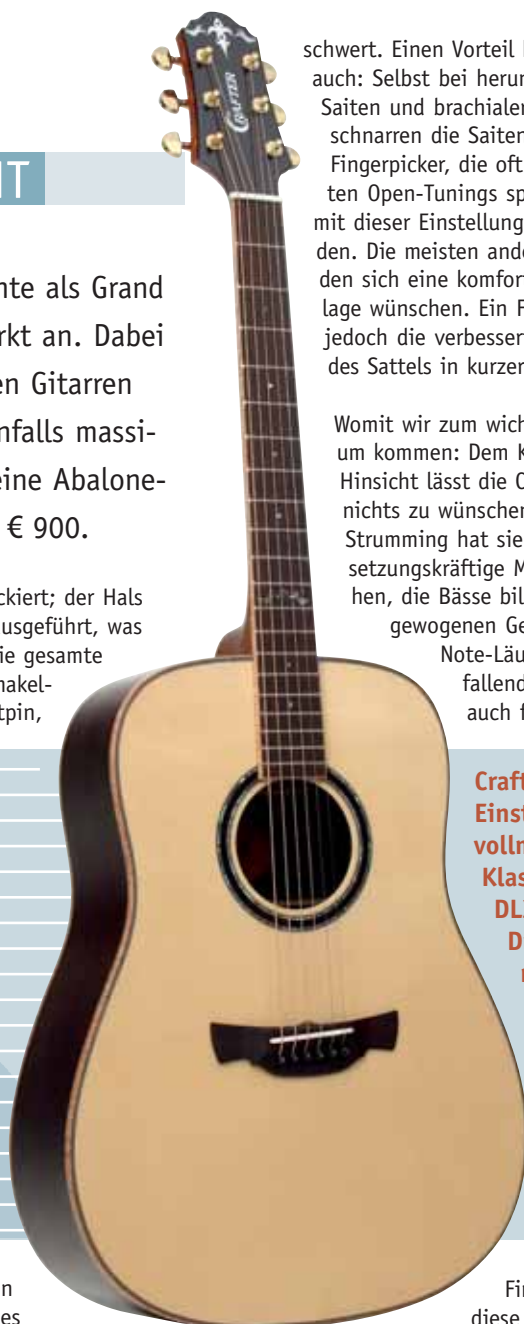 IT
nte als Grand
rkt an. Dabei
en Gitarren
nfalls massi-
eine Abalone-
€ 900.
ckiert; der Hals
usgeführt, was
ie gesamte
makel-
tpin,
n
es
CRAFTER
schwert. Einen Vorteil
auch: Selbst bei herun
Saiten und brachialer
schnarren die Saiten
Fingerpicker, die oft
ten Open-Tunings sp
mit dieser Einstellung
den. Die meisten ande
den sich eine komfor
lage wünschen. Ein F
jedoch die verbesser
des Sattels in kurzer
Womit wir zum wich
um kommen: Dem K
Hinsicht lässt die C
nichts zu wünschen
Strumming hat sie
setzungskräftige M
hen, die Bässe bil
gewogenen Ge
Note-Läu
fallend
auch f
Craft
Einst
vollm
Klas
DL
D
Fin
diese